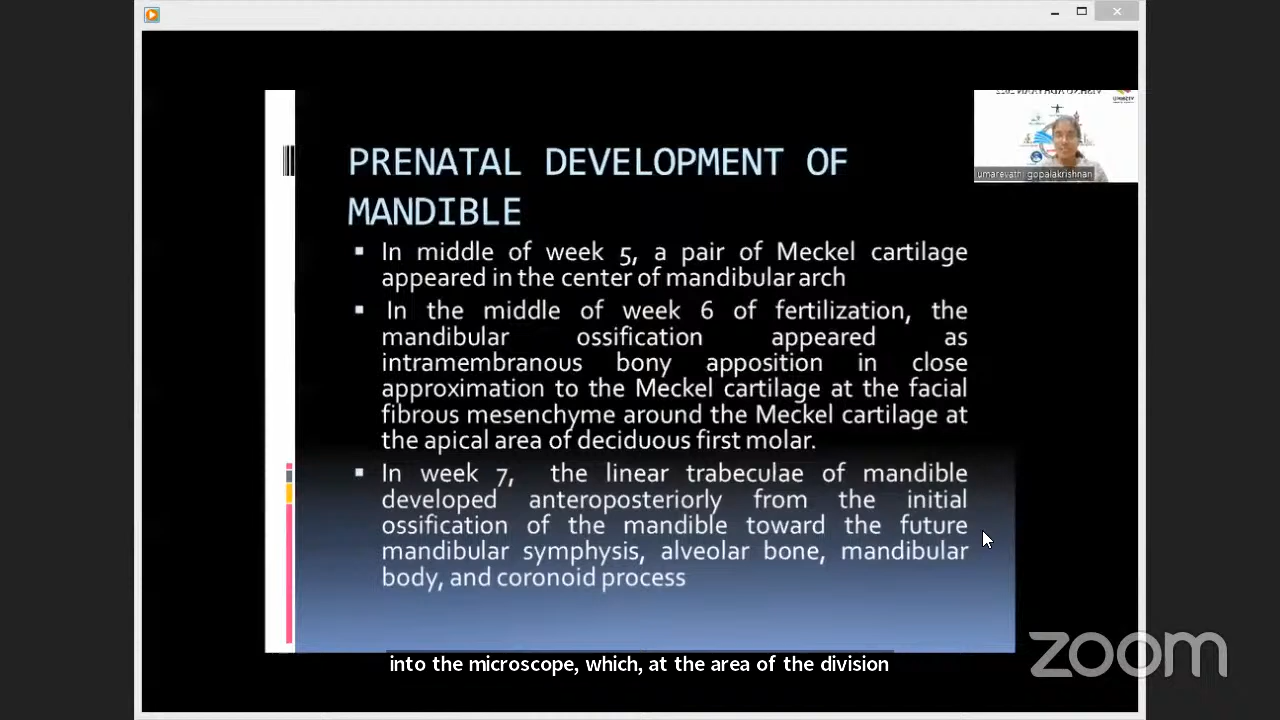 PRENATAL DEVELOPMENT OF
MANDIBLE
In middle of week 5, a pair of Meckel cartilage
appeared in the center of mandibular arch
In the middle of week 6 of fertilization, the
mandibular ossification appeared as
intramembranous bony apposition in close
approximation to the Meckel cartilage at the facial
fibrous mesenchyme around the Meckel cartilage at
the apical area of deciduous first molar.
In week 7, the linear trabeculae of mandible
developed anteroposteriorly from the initial
ossification of the mandible toward the future
mandibular symphysis, alveolar bone, mandibular
body, and coronoid process
umarevathi gopalakrishnan
into the microscope, which, at the area of the division
zoom